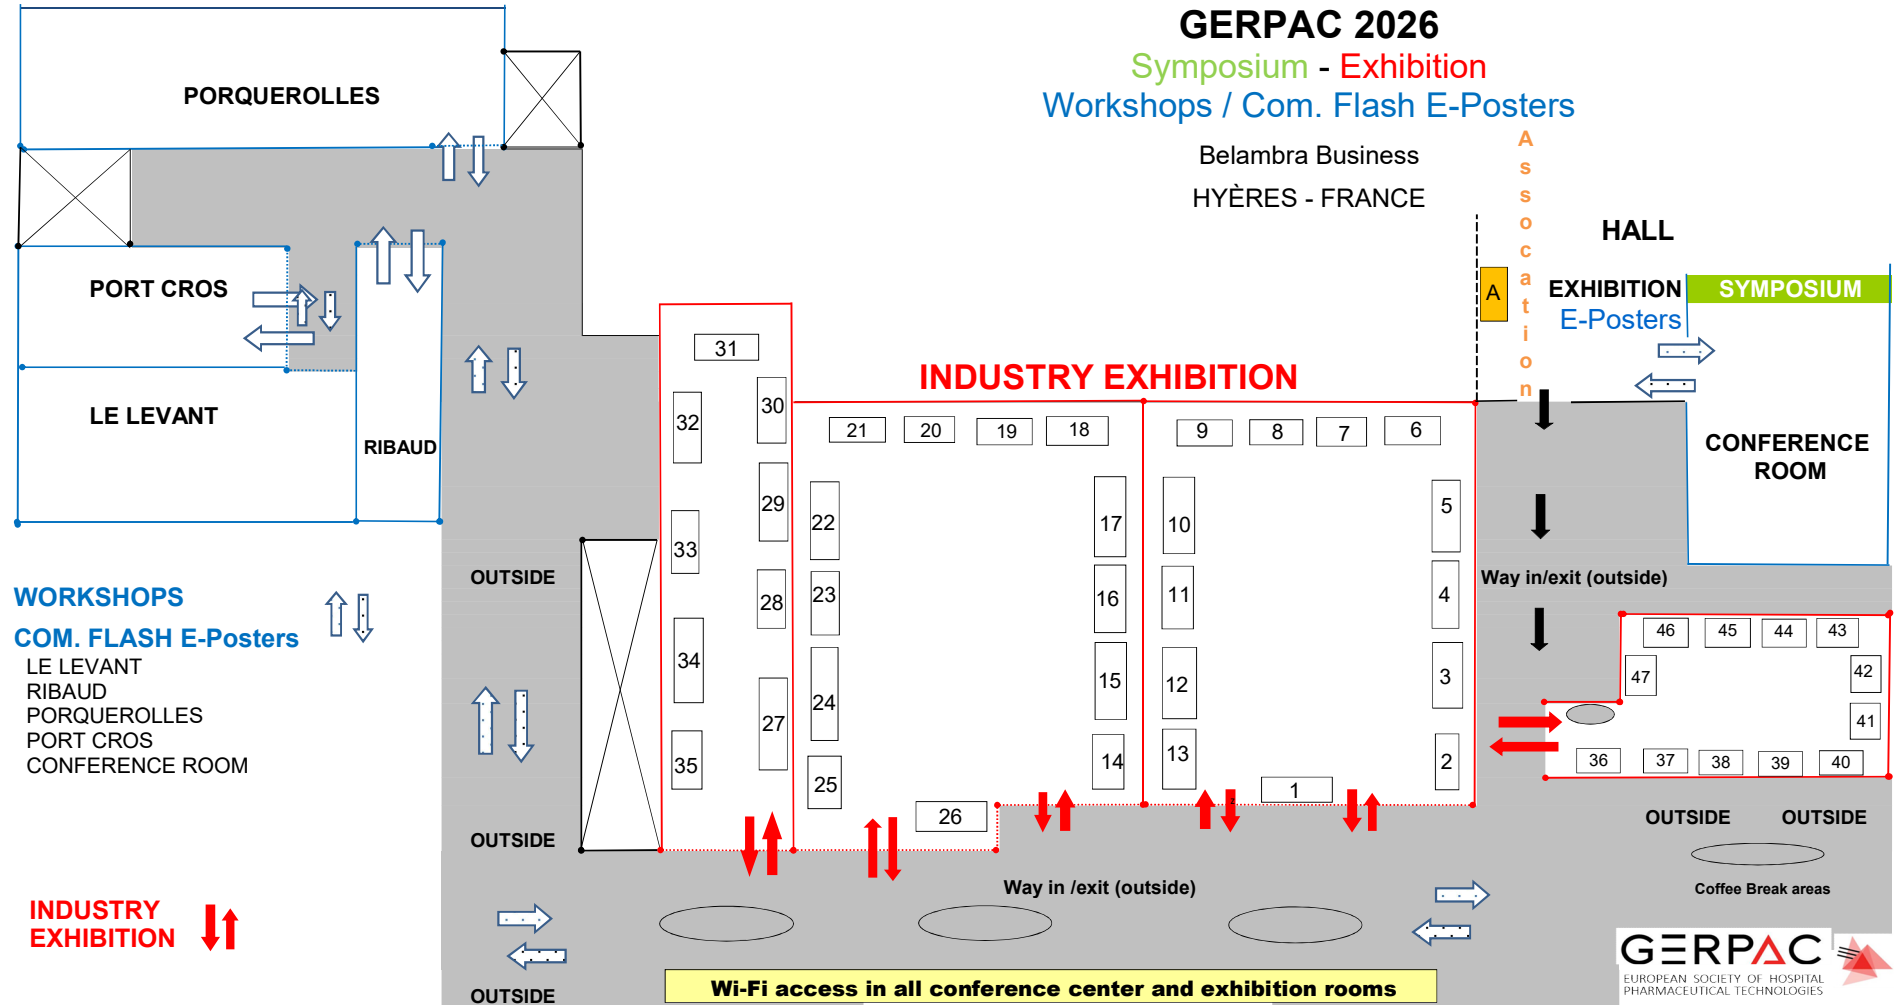 GERPAC 2026
Symposium - Exhibition
Workshops / Com. Flash E-Posters
Belambra Business
HYÈRES - FRANCE
Assocation
A
HALL
EXHIBITION
E-Posters
SYMPOSIUM
CONFERENCE
ROOM
PORQUEROLLES
PORT CROS
LE LEVANT
RIBAUD
INDUSTRY EXHIBITION
31
30
32
29
33
28
34
27
35
21
20
19
18
22
17
23
16
24
15
25
14
26
9
8
7
6
10
5
11
4
12
3
13
2
1
Way in/exit (outside)
46
45
44
43
47
42
41
36
37
38
39
40
OUTSIDE
OUTSIDE
OUTSIDE
OUTSIDE
OUTSIDE
Coffee Break areas
Way in /exit (outside)
WORKSHOPS
COM. FLASH E-Posters
LE LEVANT
RIBAUD
PORQUEROLLES
PORT CROS
CONFERENCE ROOM
INDUSTRY
EXHIBITION
Wi-Fi access in all conference center and exhibition rooms
GERPAC
EUROPEAN SOCIETY OF HOSPITAL
PHARMACEUTICAL TECHNOLOGIES